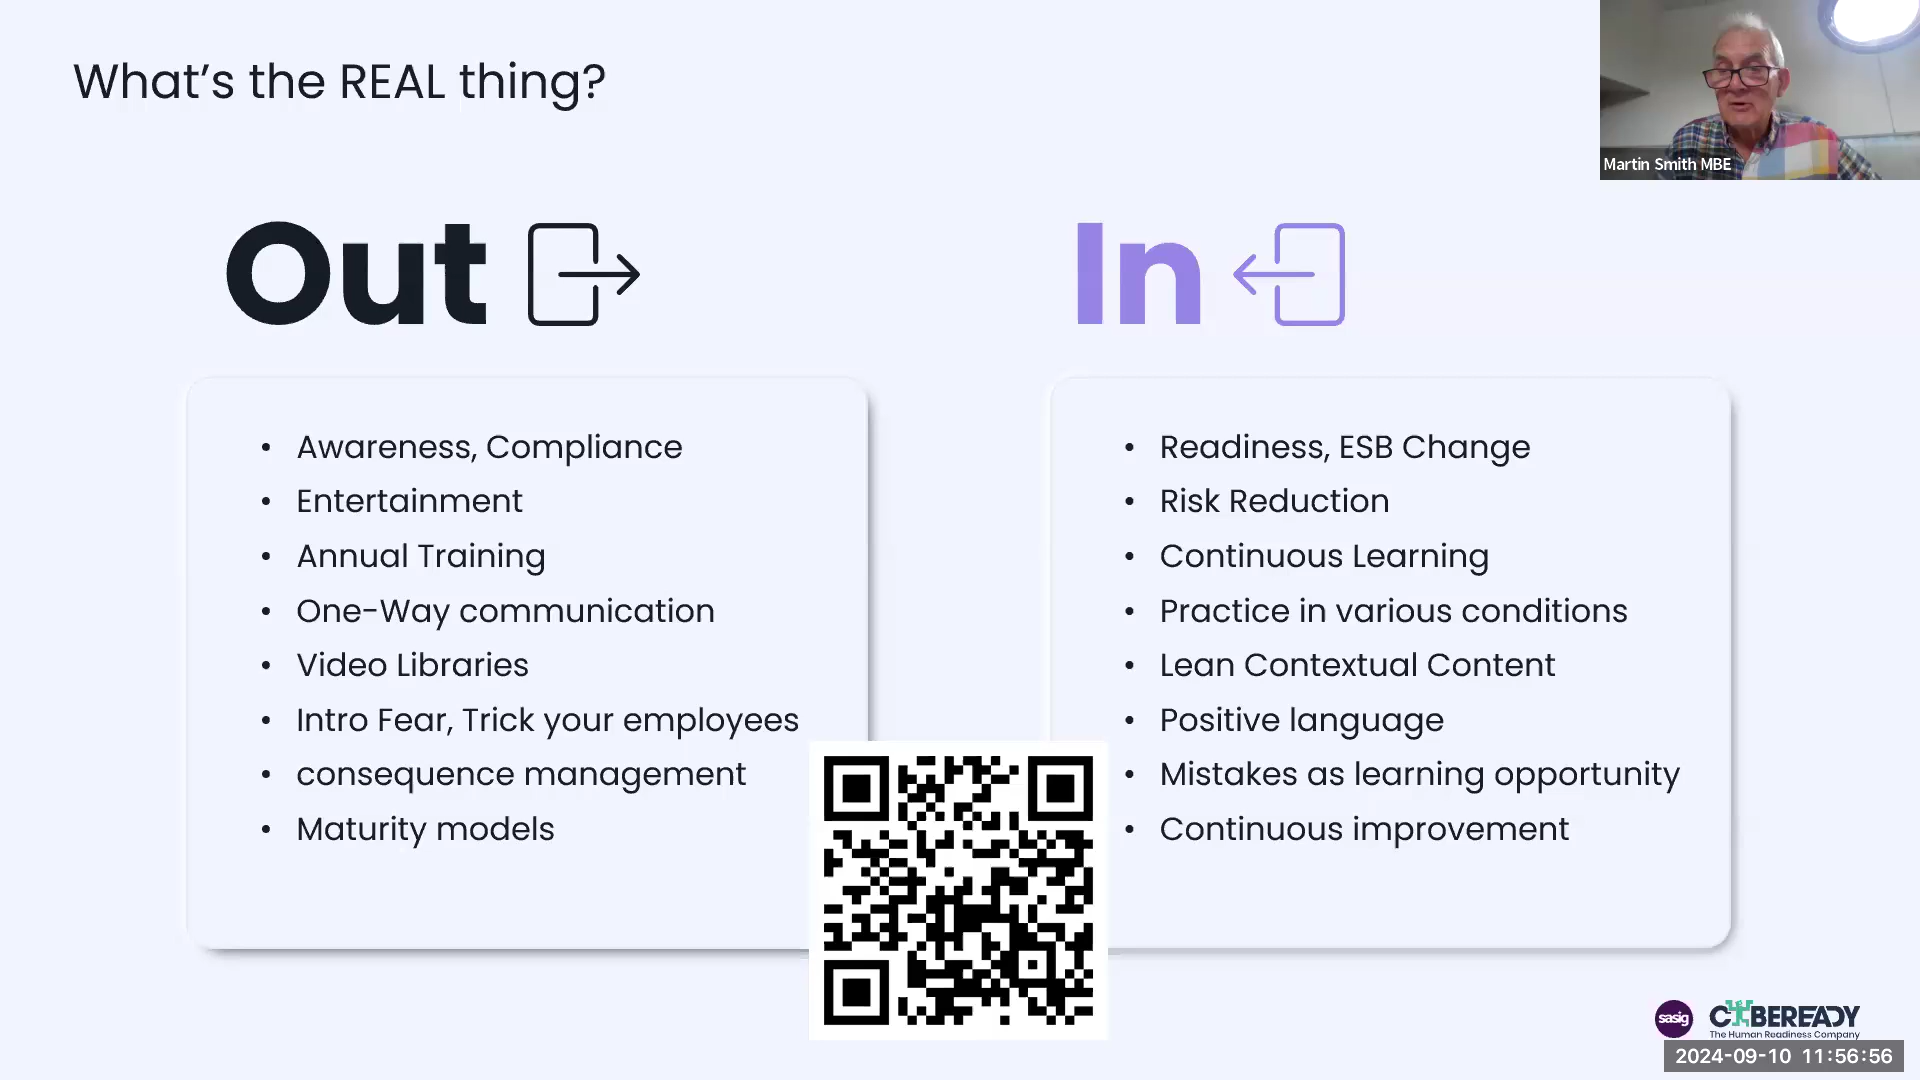 What's the REAL thing?
Martin Smith MBE
Out
In
• Awareness, Compliance
• Entertainment
• Annual Training
• One-Way communication
• Video Libraries
• Intro Fear, Trick your employees
• consequence management
• Maturity models
• Readiness, ESB Change
• Risk Reduction
• Continuous Learning
• Practice in various conditions
• Lean Contextual Content
• Positive language
• Mistakes as learning opportunity
• Continuous improvement
sasig
CYBEREADY
The Human Readiness Company
2024-09-10 11:56:56